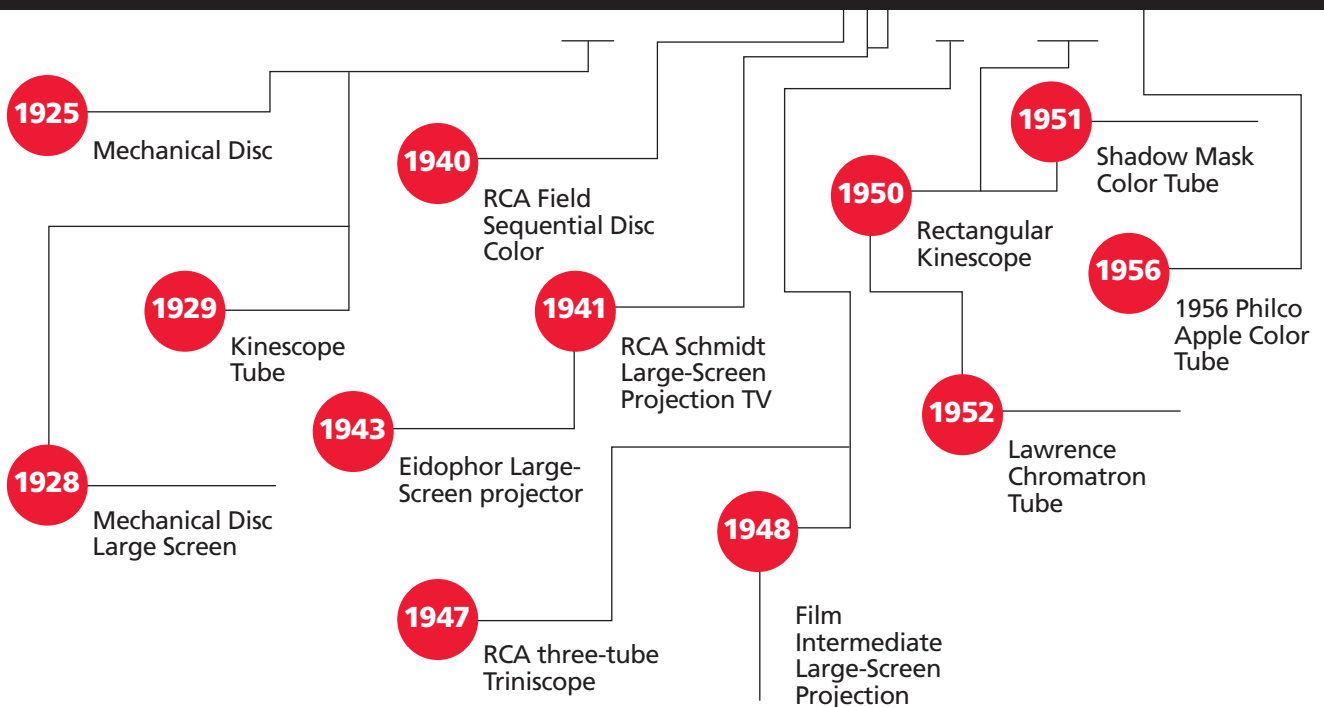 1925
Mechanical Disc
1940
RCA Field
Sequential Disc
Color
1951
Shadow Mask
Color Tube
1950
Rectangular
Kinescope
1956
1956 Philco
Apple Color
Tube
1929
Kinescope
Tube
1941
RCA Schmidt
Large-Screen
Projection TV
1943
Eidophor Large-
Screen projector
1952
Lawrence
Chromatron
Tube
1928
Mechanical Disc
Large Screen
1948
Film
Intermediate
Large-Screen
Projection
1947
RCA three-tube
Triniscope